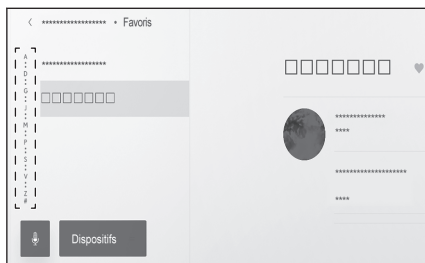 < ***************** • Favoris
*****************
□□□□□□□
A
D
G
J
M
P
S
V
Z
#
Dispositifs
□□□□□□□
*************
****
*******************
****